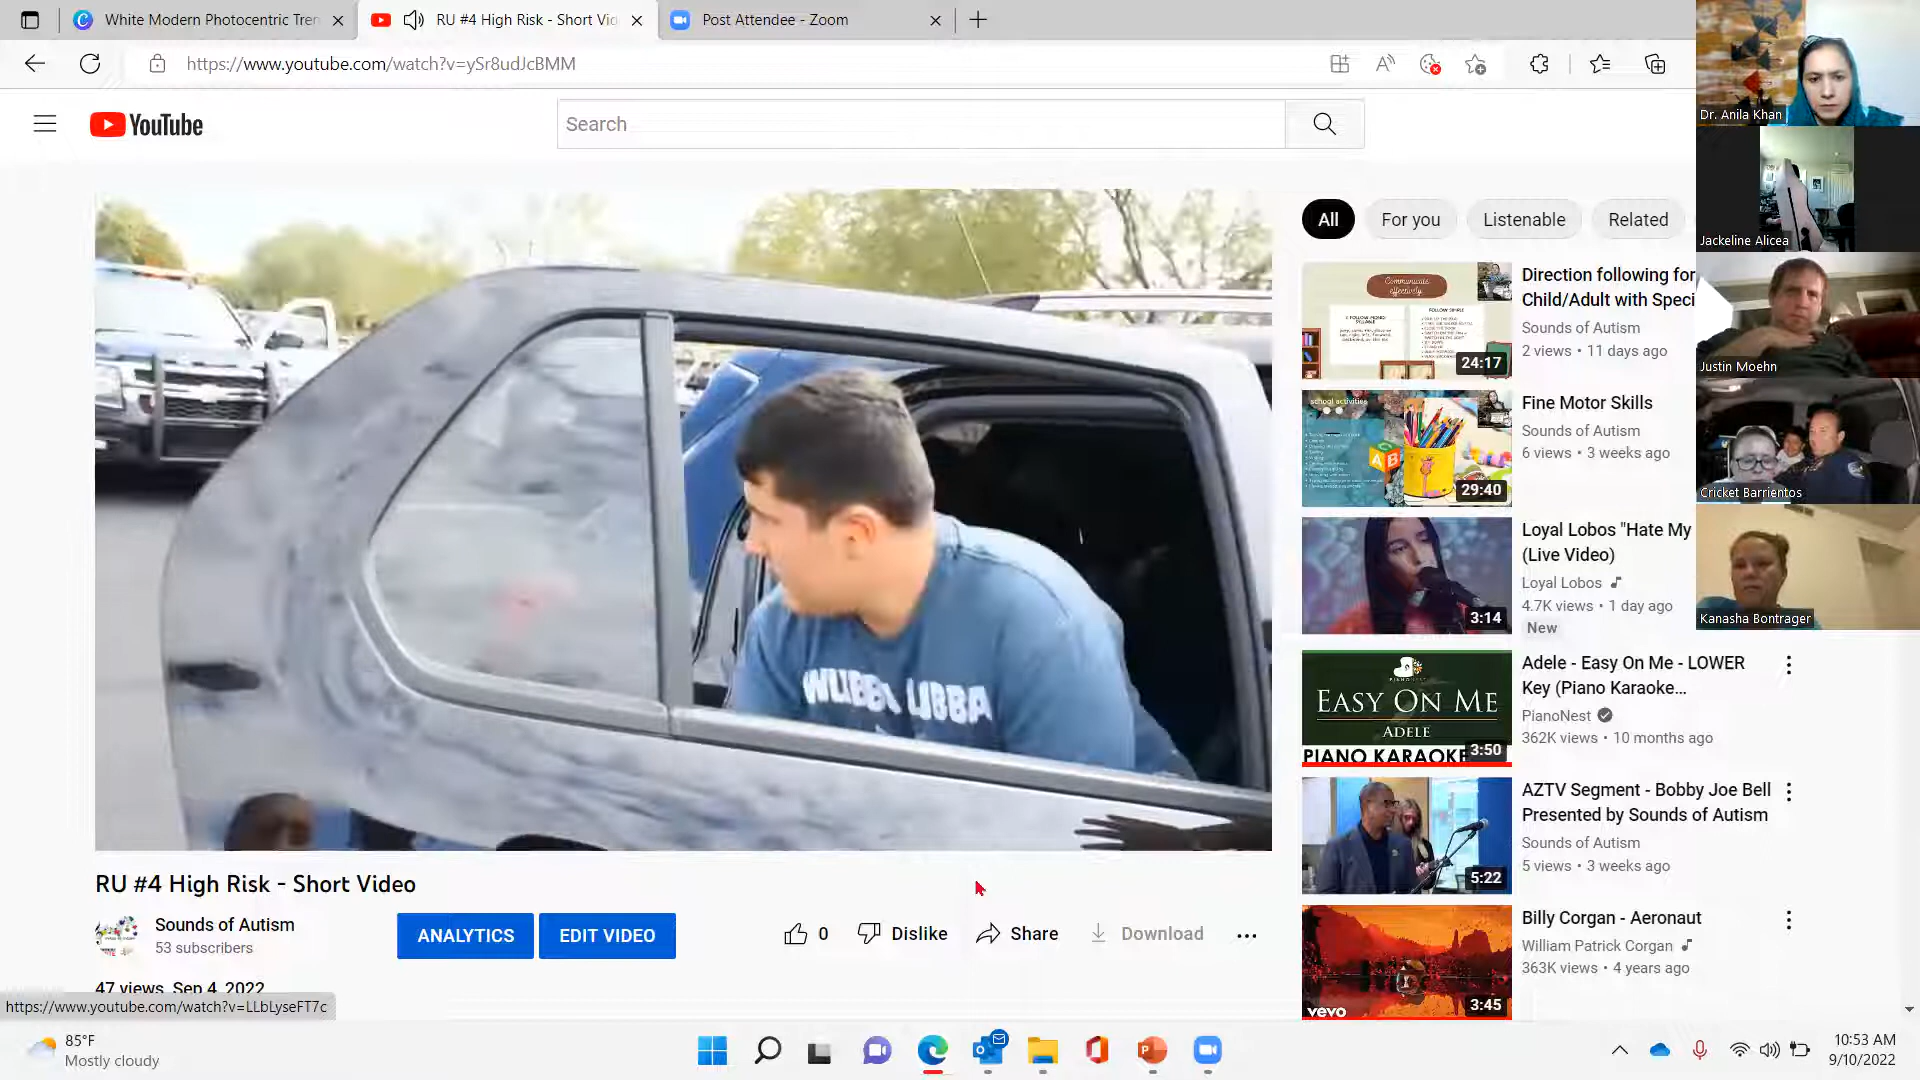 White Modern Photocentric Tren
RU #4 High Risk - Short Vid
Post Attendee - Zoom
https://www.youtube.com/watch?v=ySr8udJcBMM
YouTube
Search
WUBBA LUBBA
RU #4 High Risk - Short Video
Sounds of Autism
53 subscribers
ANALYTICS
EDIT VIDEO
0
Dislike
Share
Download
47 views Sep 4, 2022
https://www.youtube.com/watch?v=LLbLyseFT7c
All
For you
Listenable
Related
Communicate
effectively
24:17
Direction following for
Child/Adult with Speci
Sounds of Autism
2 views • 11 days ago
school activities
29:40
Fine Motor Skills
Sounds of Autism
6 views • 3 weeks ago
3:14
Loyal Lobos "Hate My
(Live Video)
Loyal Lobos
4.7K views • 1 day ago
New
EASY ON ME
ADELE
PIANO KARAOKE
3:50
Adele - Easy On Me - LOWER
Key (Piano Karaoke...
PianoNest
362K views • 10 months ago
5:22
AZTV Segment - Bobby Joe Bell
Presented by Sounds of Autism
Sounds of Autism
5 views • 3 weeks ago
vevo
3:45
Billy Corgan - Aeronaut
William Patrick Corgan
363K views • 4 years ago
Dr. Anila Khan
Jackeline Alicea
Justin Moehn
Cricket Barrientos
Kanasha Bontrager
85°F
Mostly cloudy
10:53 AM
9/10/2022